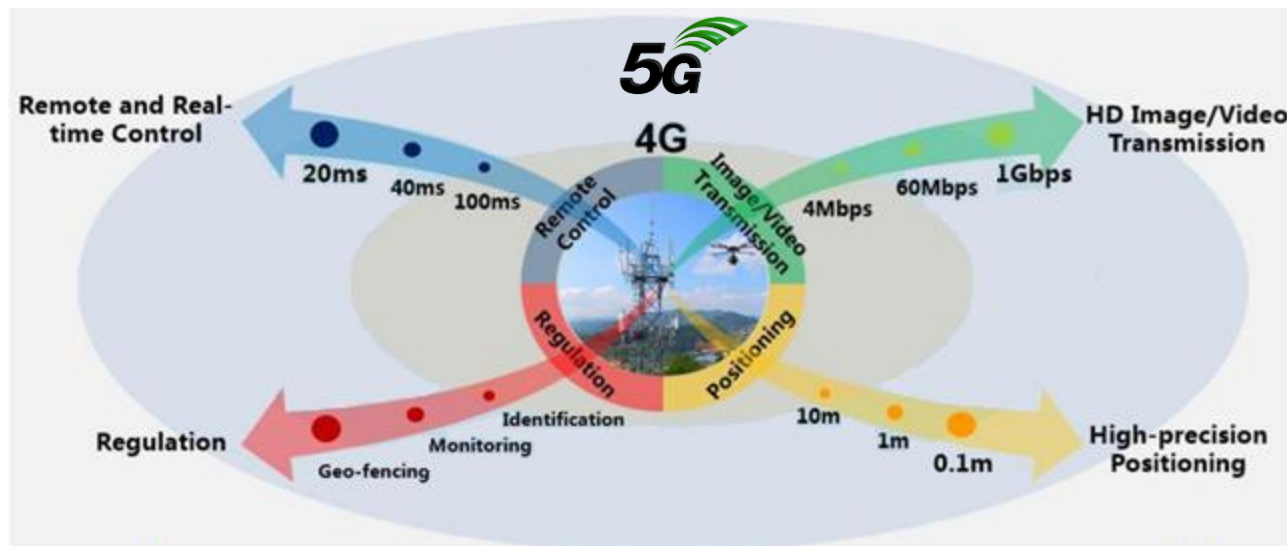 5G
4G
Remote and Real-
time Control
20ms
40ms
100ms
HD Image/Video
Transmission
4Mbps
60Mbps
1Gbps
Remote
Control
Image/Video
Transmission
Regulation
Positioning
Regulation
Geo-fencing
Monitoring
Identification
10m
1m
0.1m
High-precision
Positioning